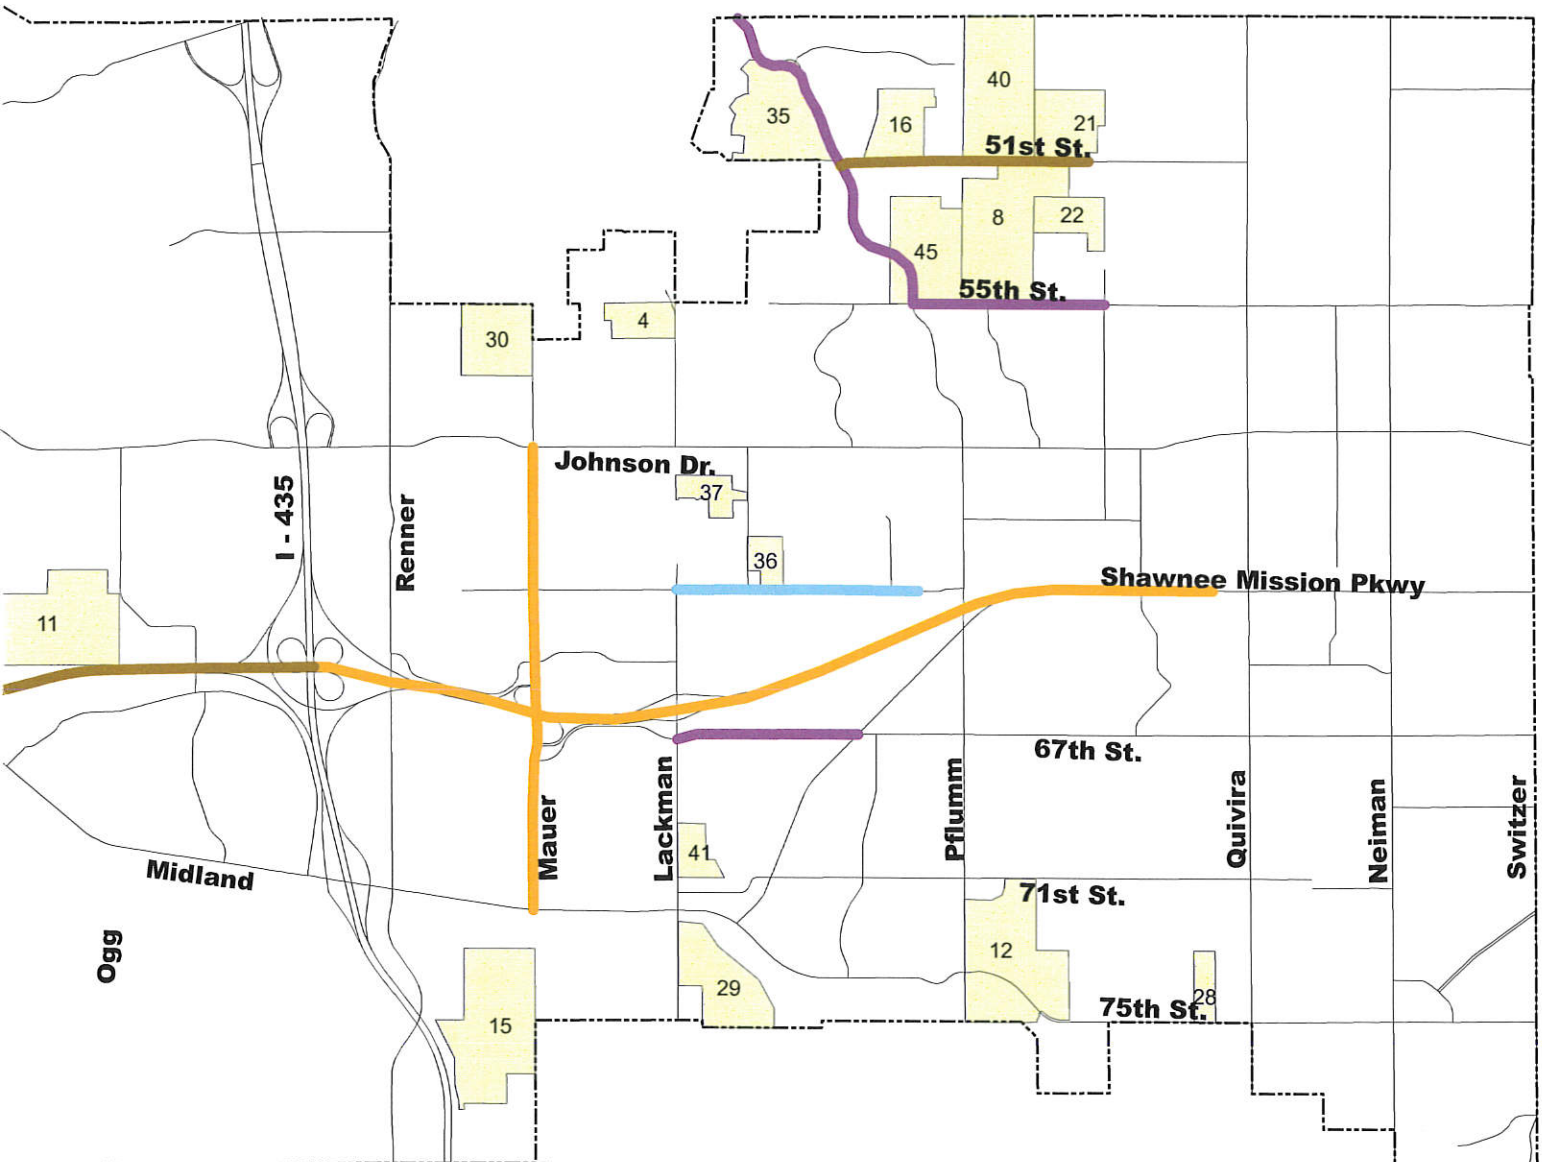 40
35
16
21
51st St.
8
22
45
55th St.
4
30
Johnson Dr.
37
I - 435
Renner
36
Shawnee Mission Pkwy
11
67th St.
Mauer
Lackman
Pflumm
Quivira
Neiman
Switzer
41
Midland
71st St.
Ogg
12
29
28
75th St.
15